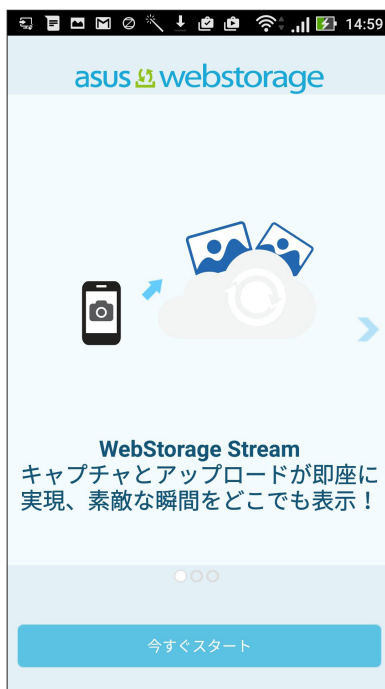 14:59
asus webstorage
WebStorage Stream
キャプチャとアップロードが即座に
実現、素敵な瞬間をどこでも表示！
今すぐスタート